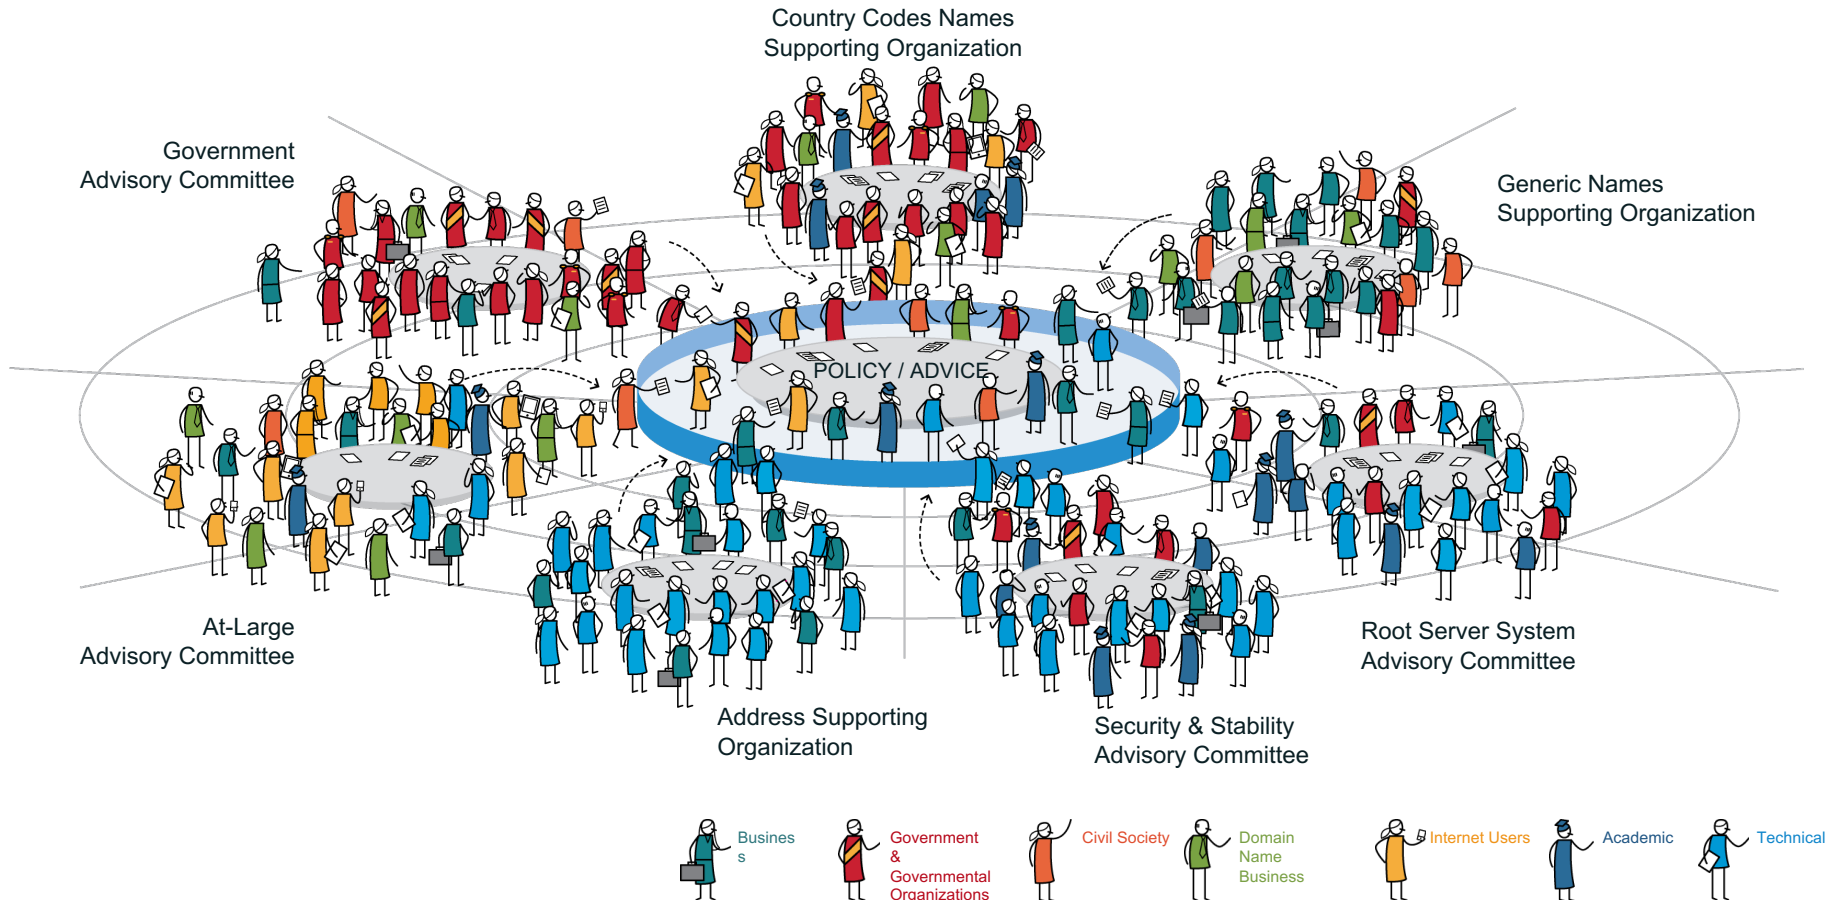 Country Codes Names
Supporting Organization
Government
Advisory Committee
Generic Names
Supporting Organization
POLICY / ADVICE
At-Large
Advisory Committee
Root Server System
Advisory Committee
Address Supporting
Organization
Security & Stability
Advisory Committee
Busines
s
Government
&
Governmental
Organizations
Civil Society
Domain
Name
Business
Internet Users
Academic
Technical